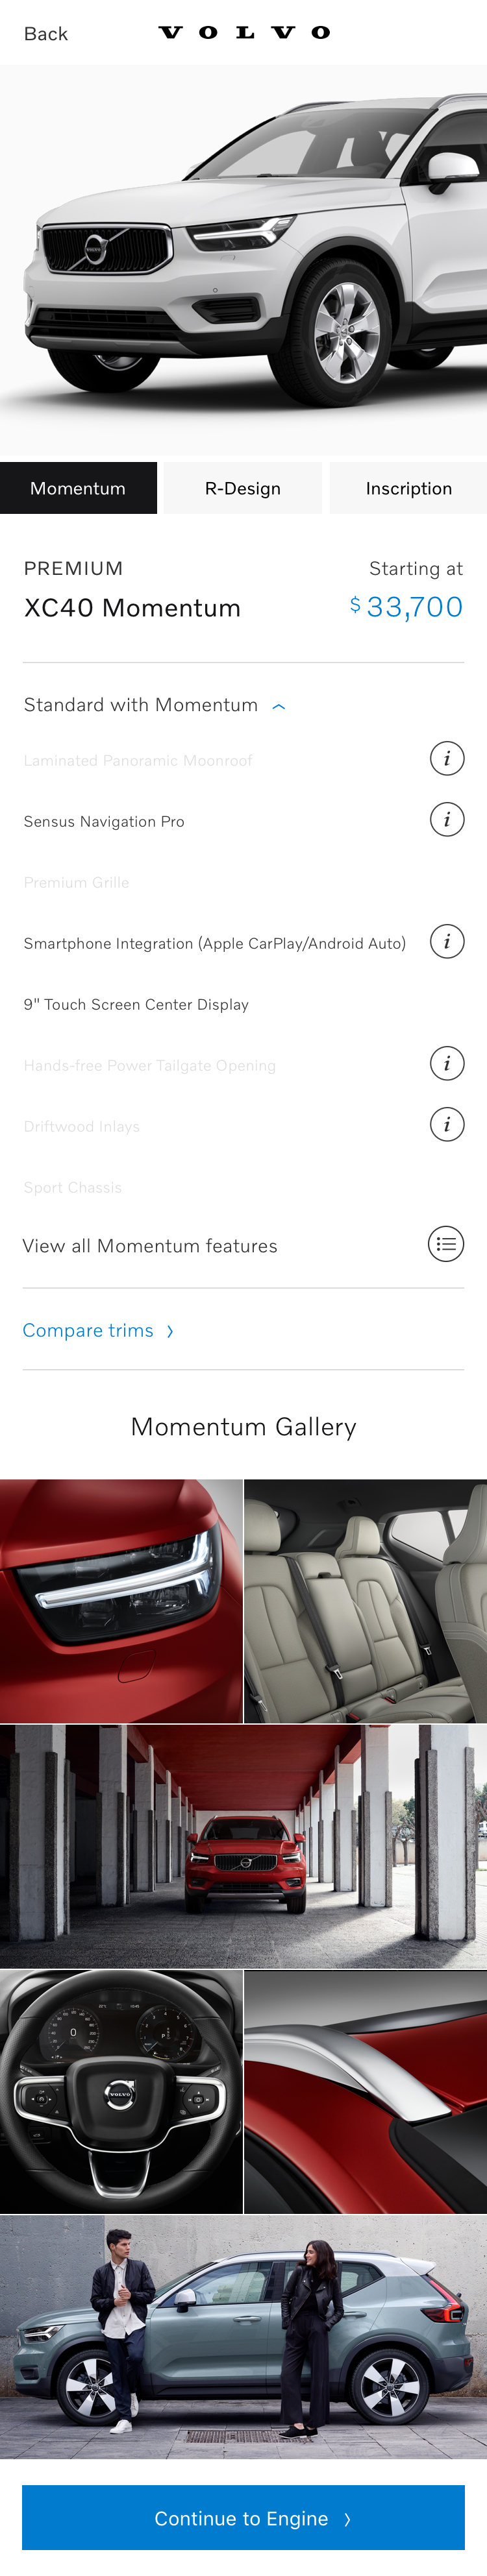 Back
VOLVO
Momentum
R-Design
Inscription
PREMIUM
Starting at
XC40 Momentum
$ 33,700
Standard with Momentum
Laminated Panoramic Moonroof
i
Sensus Navigation Pro
i
Premium Grille
Smartphone Integration (Apple CarPlay/Android Auto)
i
9" Touch Screen Center Display
Hands-free Power Tailgate Opening
i
Driftwood Inlays
i
Sport Chassis
View all Momentum features
Compare trims
Momentum Gallery
0
P
VOLVO
Continue to Engine